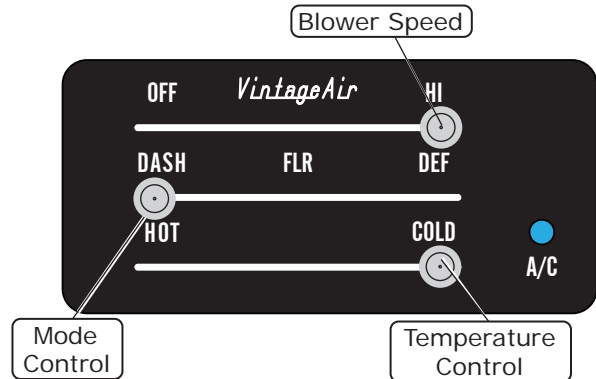 Blower Speed
OFF VintageAir HI
DASH FLR DEF
HOT COLD
A/C
Mode
Control
Temperature
Control